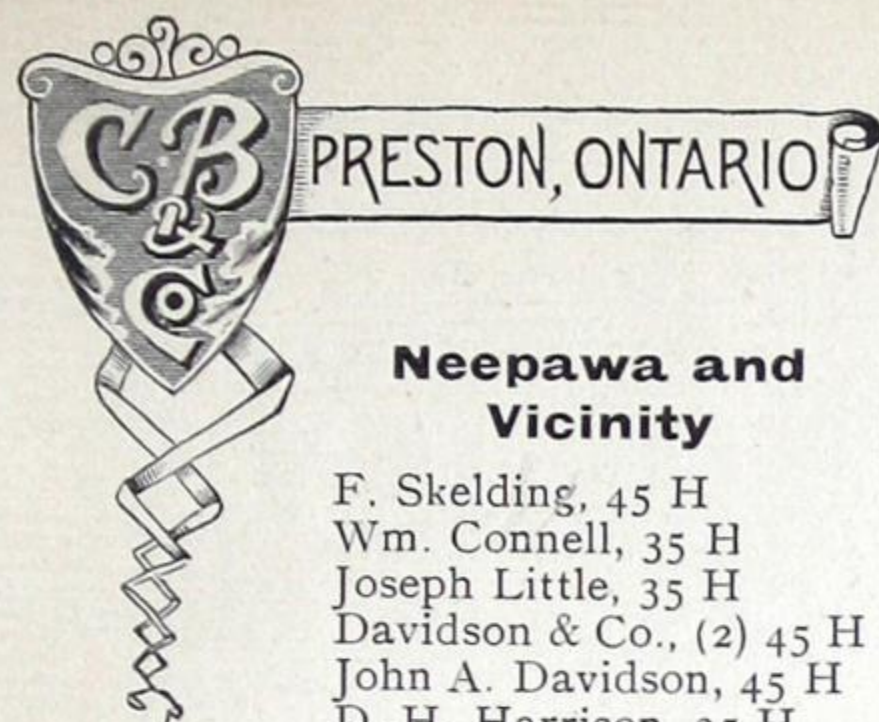 C.B
& Co
PRESTON, ONTARIO
Neepawa and
Vicinity
F. Skelding, 45 H
Wm. Connell, 35 H
Joseph Little, 35 H
Davidson & Co., (2) 45 H
John A. Davidson, 45 H
D. H. Harrison,